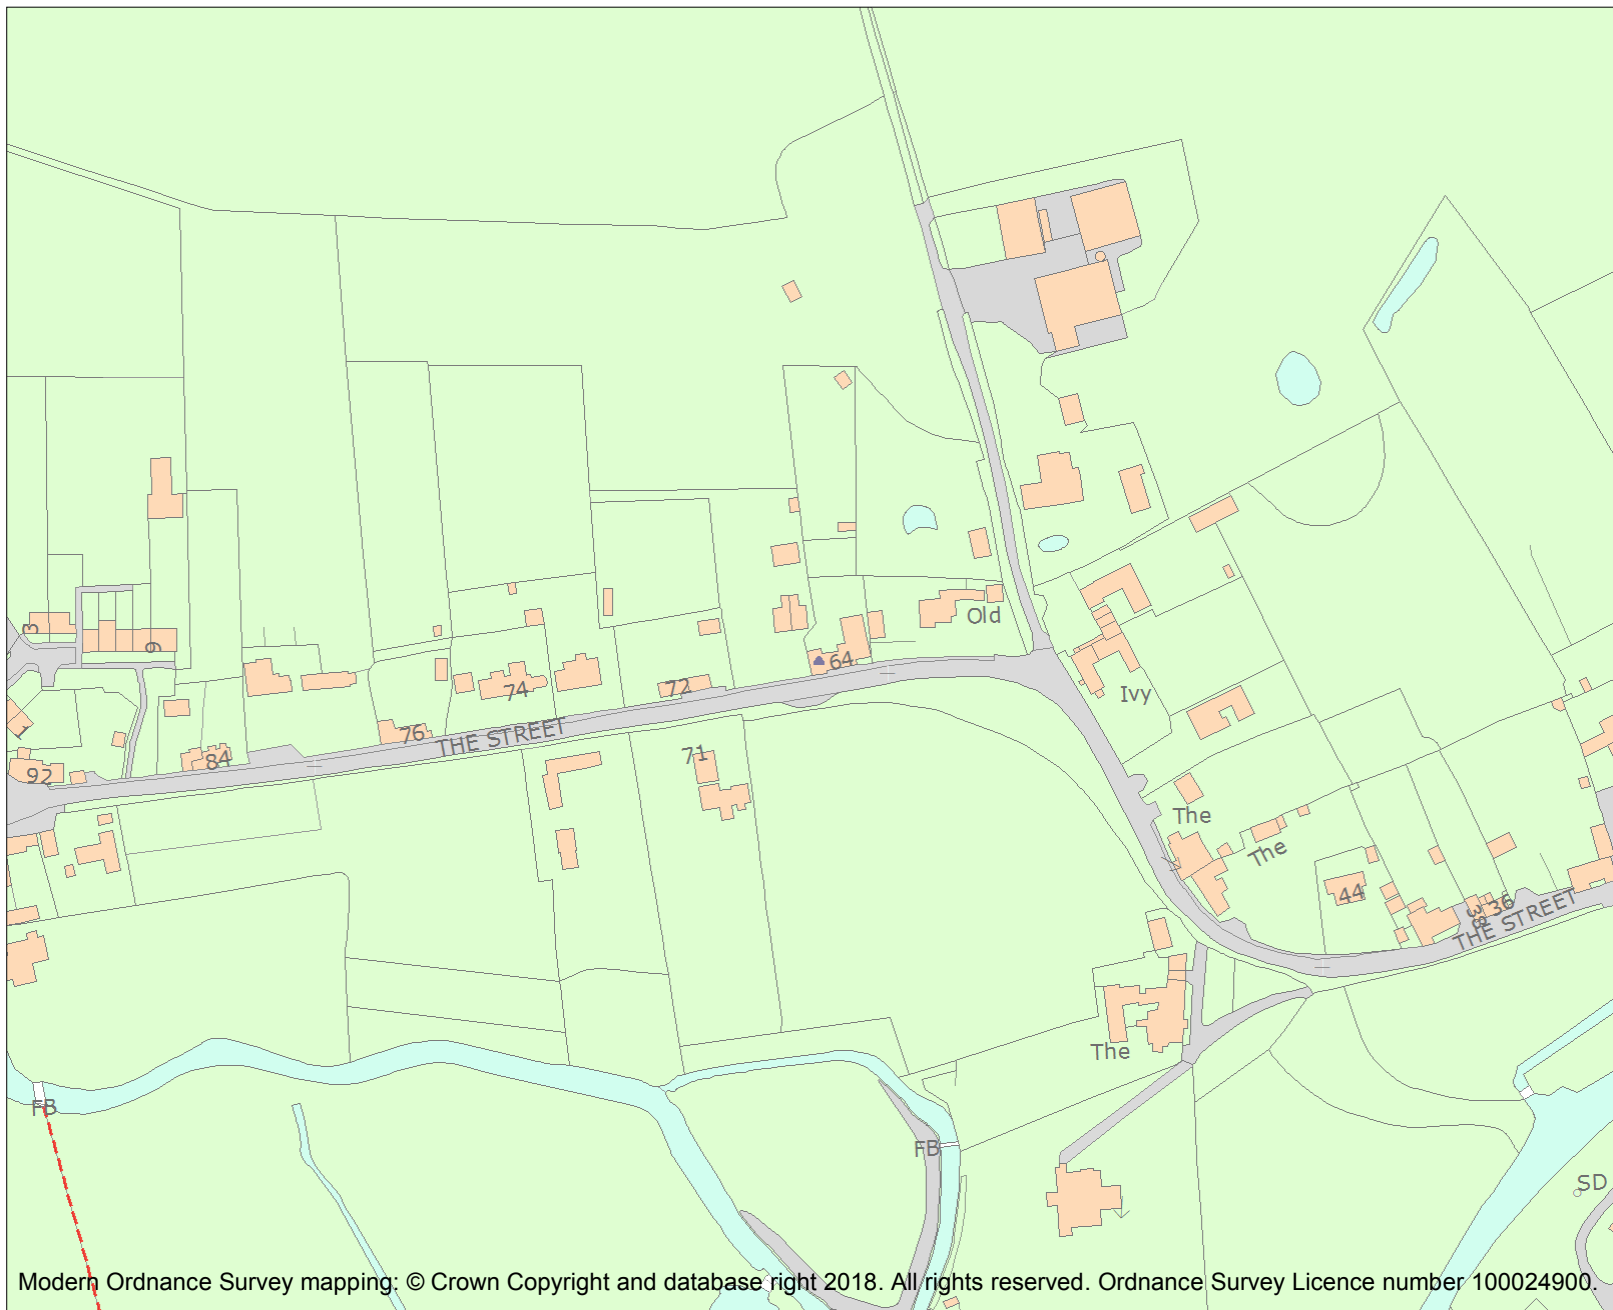 Old
3
9
64
Ivy
72
74
1
76
THE STREET
84
71
92
The
The
44
36
38
THE STREET
The
FB
FB
SD
Modern Ordnance Survey mapping: © Crown Copyright and database right 2018. All rights reserved. Ordnance Survey Licence number 100024900.